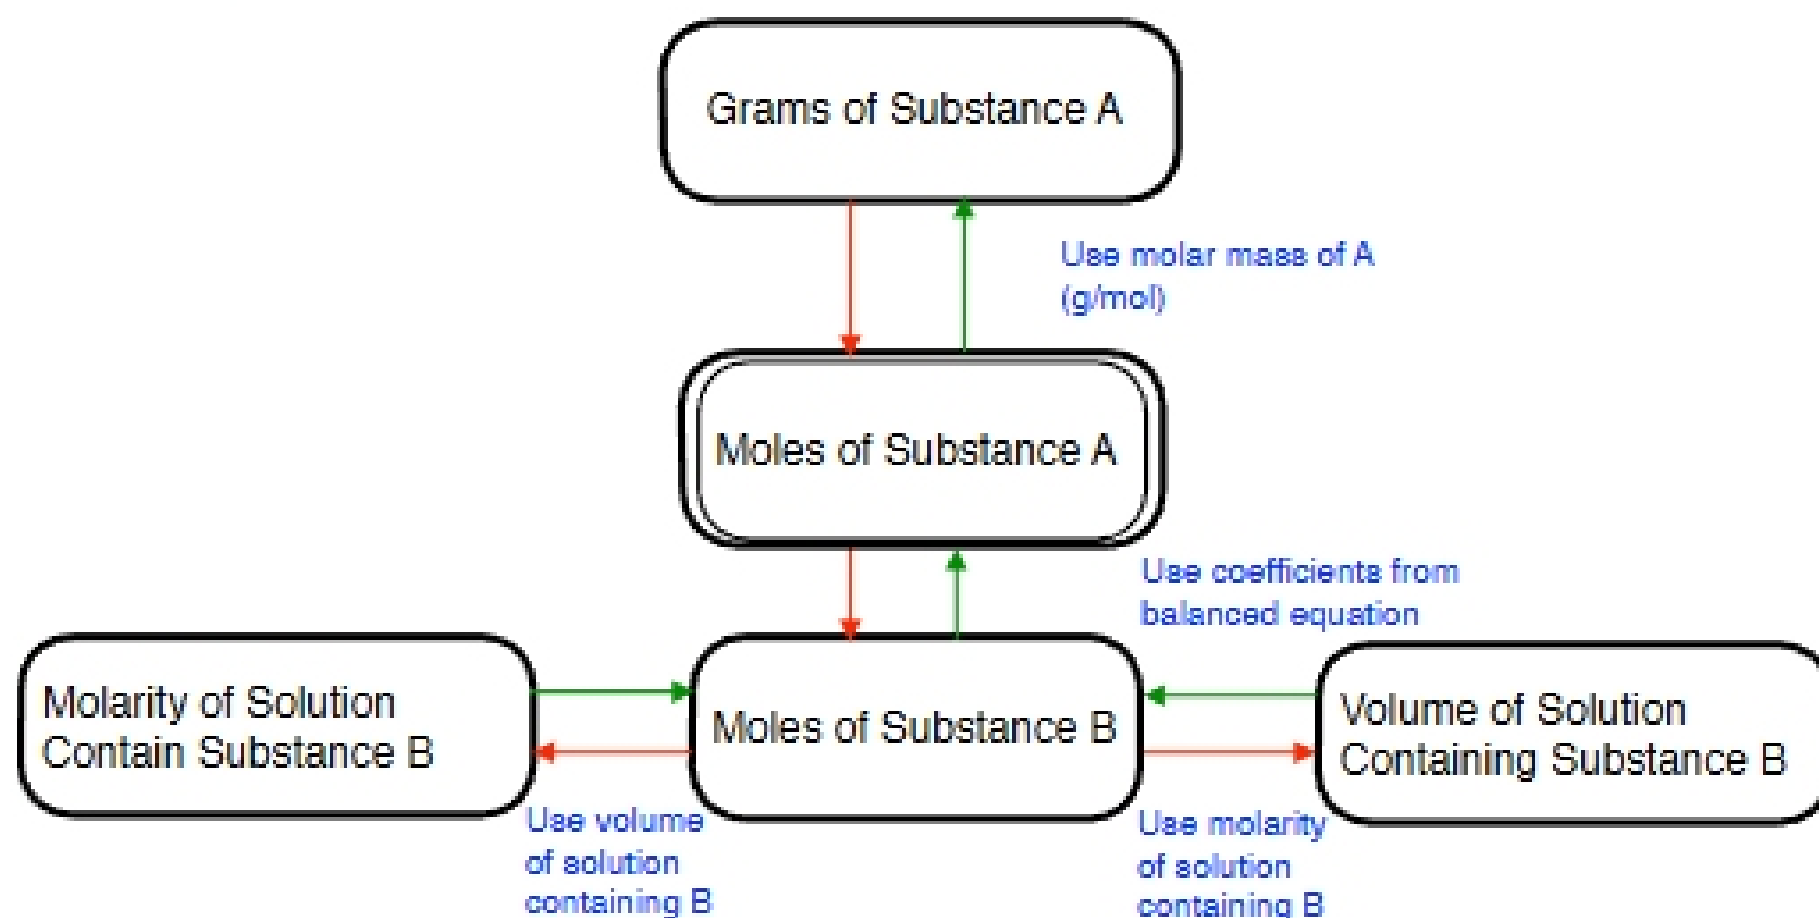 Grams of Substance A
Use molar mass of A
(g/mol)
Moles of Substance A
Use coefficients from
balanced equation
Molarity of Solution
Contain Substance B
Moles of Substance B
Volume of Solution
Containing Substance B
Use volume
of solution
containing B
Use molarity
of solution
containing B